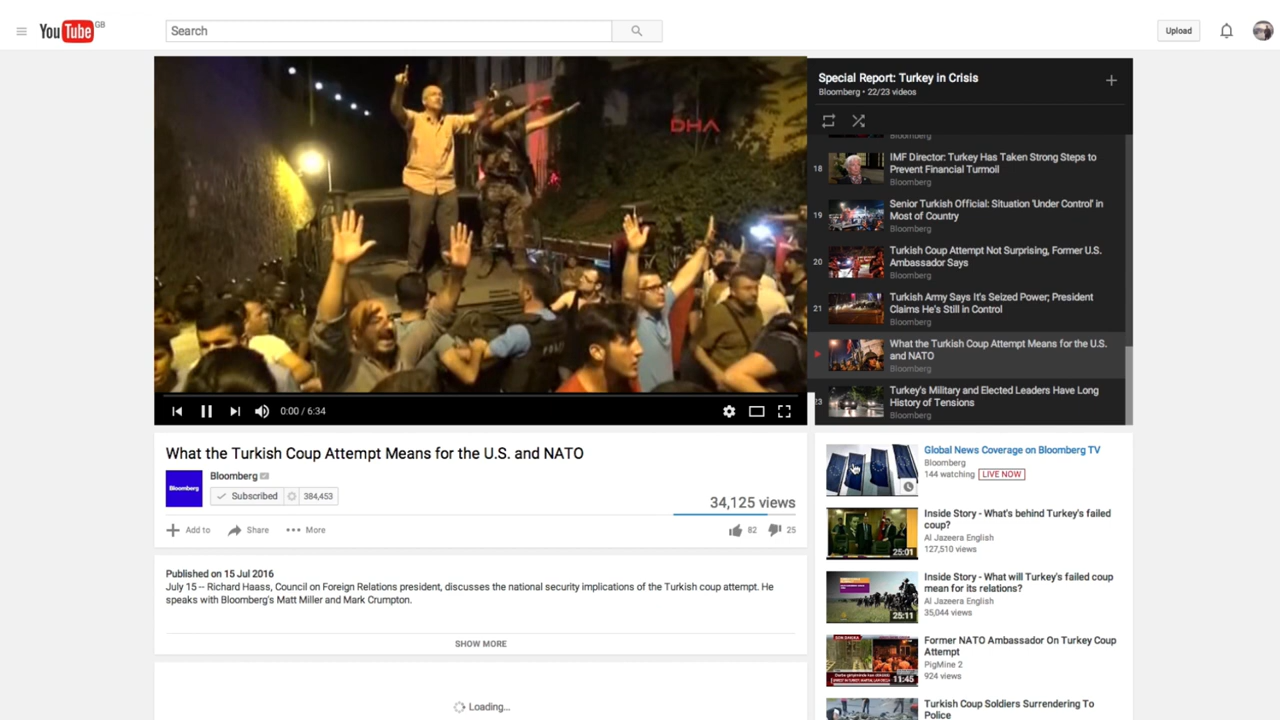 YouTube GB
Search
Upload
DHA
0:00 / 6:34
Special Report: Turkey in Crisis
Bloomberg • 22/23 videos
Bloomberg
18
IMF Director: Turkey Has Taken Strong Steps to
Prevent Financial Turmoil
Bloomberg
19
Senior Turkish Official: Situation 'Under Control' in
Most of Country
Bloomberg
20
Turkish Coup Attempt Not Surprising, Former U.S.
Ambassador Says
Bloomberg
21
Turkish Army Says It's Seized Power; President
Claims He's Still in Control
Bloomberg
What the Turkish Coup Attempt Means for the U.S.
and NATO
Bloomberg
23
Turkey's Military and Elected Leaders Have Long
History of Tensions
Bloomberg
What the Turkish Coup Attempt Means for the U.S. and NATO
Bloomberg
Bloomberg
Subscribed 384,453
34,125 views
Add to Share More
82 25
Published on 15 Jul 2016
July 15 -- Richard Haass, Council on Foreign Relations president, discusses the national security implications of the Turkish coup attempt. He
speaks with Bloomberg's Matt Miller and Mark Crumpton.
SHOW MORE
Loading...
Global News Coverage on Bloomberg TV
Bloomberg
144 watching LIVE NOW
Inside Story - What's behind Turkey's failed
coup?
Al Jazeera English
127,510 views
25:01
Inside Story - What will Turkey's failed coup
mean for its relations?
Al Jazeera English
35,044 views
25:11
Former NATO Ambassador On Turkey Coup
Attempt
PigMine 2
924 views
11:45
Turkish Coup Soldiers Surrendering To
Police